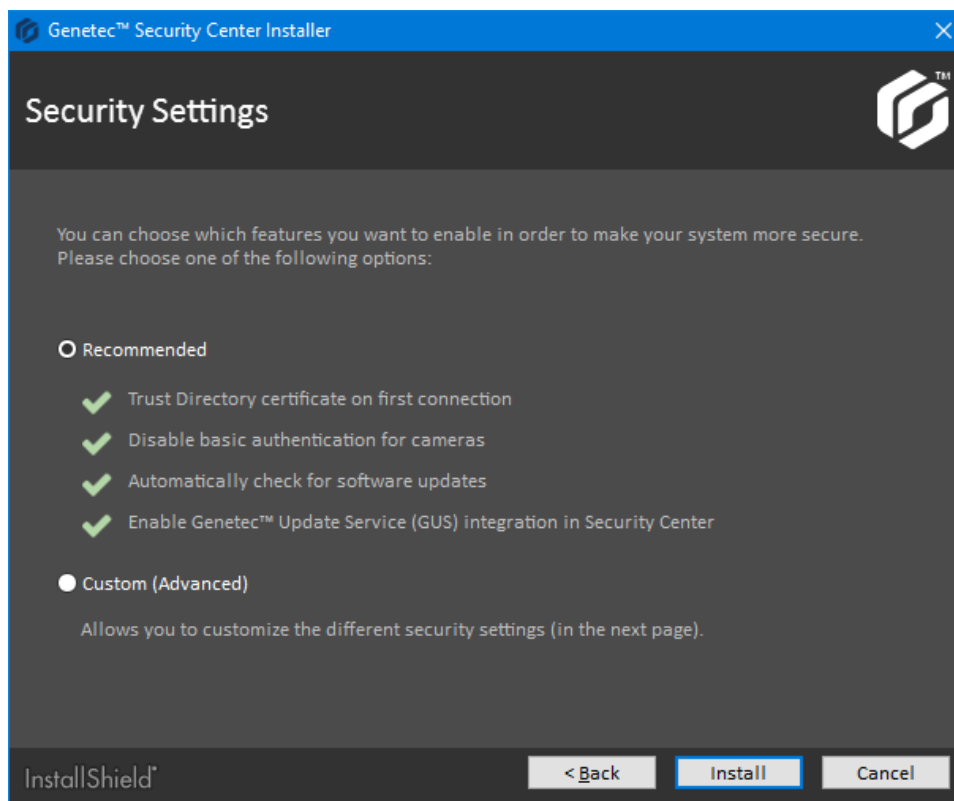 Genetec™ Security Center Installer
Security Settings
TM
You can choose which features you want to enable in order to make your system more secure.
Please choose one of the following options:
Recommended
Trust Directory certificate on first connection
Disable basic authentication for cameras
Automatically check for software updates
Enable Genetec™ Update Service (GUS) integration in Security Center
Custom (Advanced)
Allows you to customize the different security settings (in the next page).
InstallShield
< Back Install Cancel